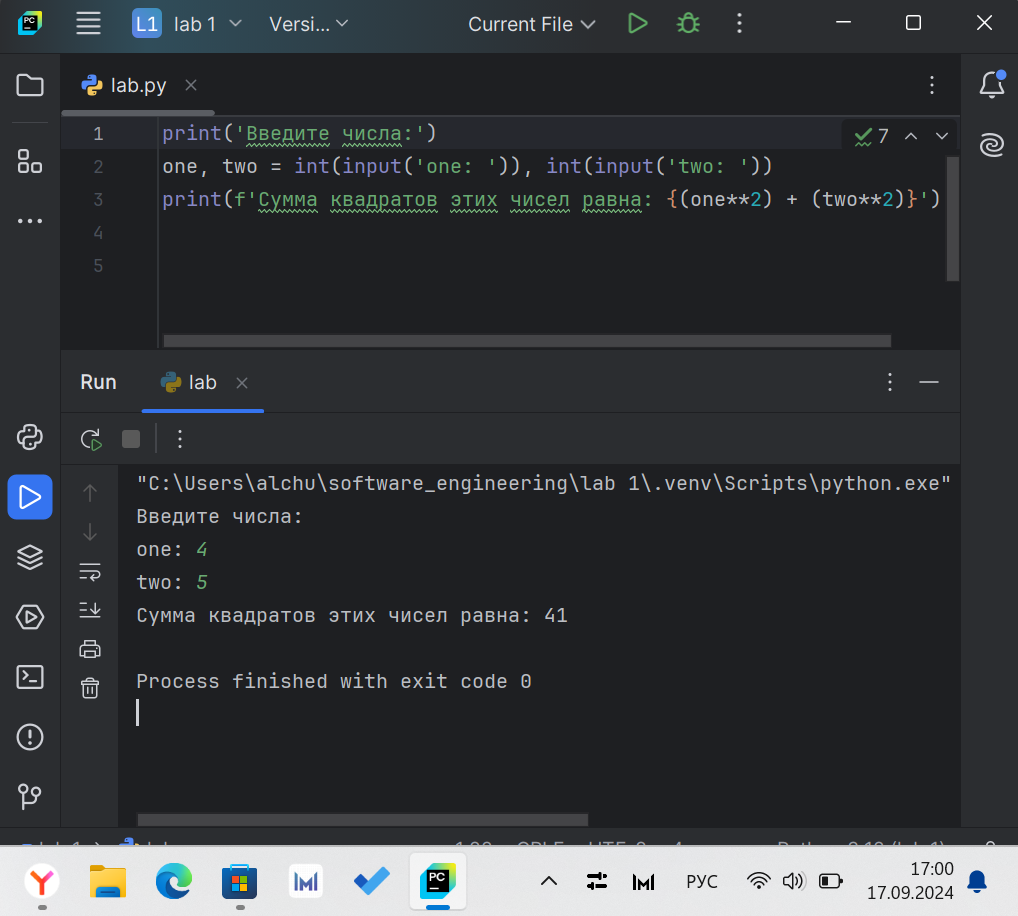 PC L1 lab 1 Versi... Current File
lab.py
1 print('Введите числа:') 7
2 one, two = int(input('one: ')), int(input('two: '))
3 print(f'Сумма квадратов этих чисел равна: {(one**2) + (two**2)}')
4
5
Run lab
"C:\Users\alchu\software_engineering\lab 1\.venv\Scripts\python.exe"
Введите числа:
one: 4
two: 5
Сумма квадратов этих чисел равна: 41
Process finished with exit code 0
PC РУС 17:00
17.09.2024